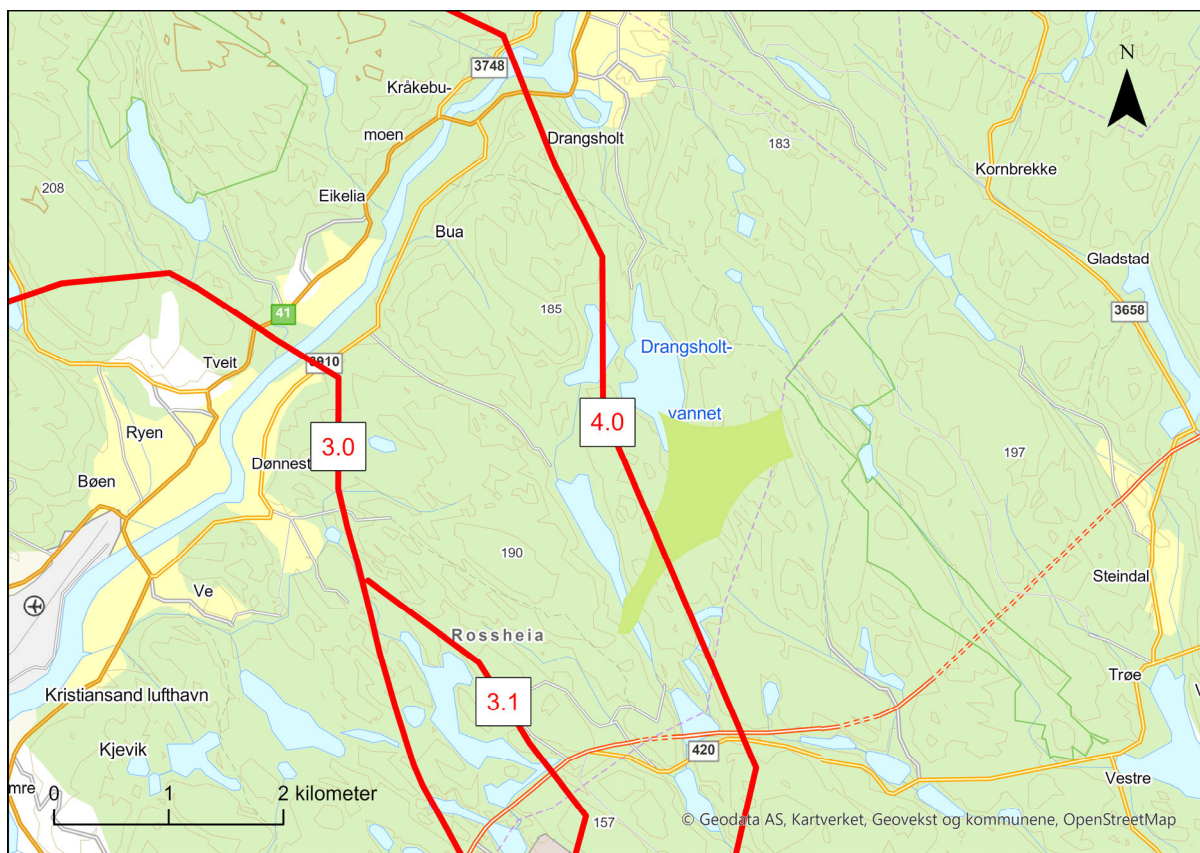 N
3748
Kråkebu-
moen
Drangsholt
183
Kornbrekke
208
Eikelia
Bua
Gladstad
185
41
3658
Drangsholt-
vannet
Tveit
3910
4.0
3.0
Ryen
Dønnest
197
Bøen
190
Steindal
Ve
Rossheia
Trøe
V
Kristiansand lufthavn
3.1
Kjevik
420
Vestre
mre
0 1 2 kilometer
157
© Geodata AS, Kartverket, Geovekst og kommunene, OpenStreetMap